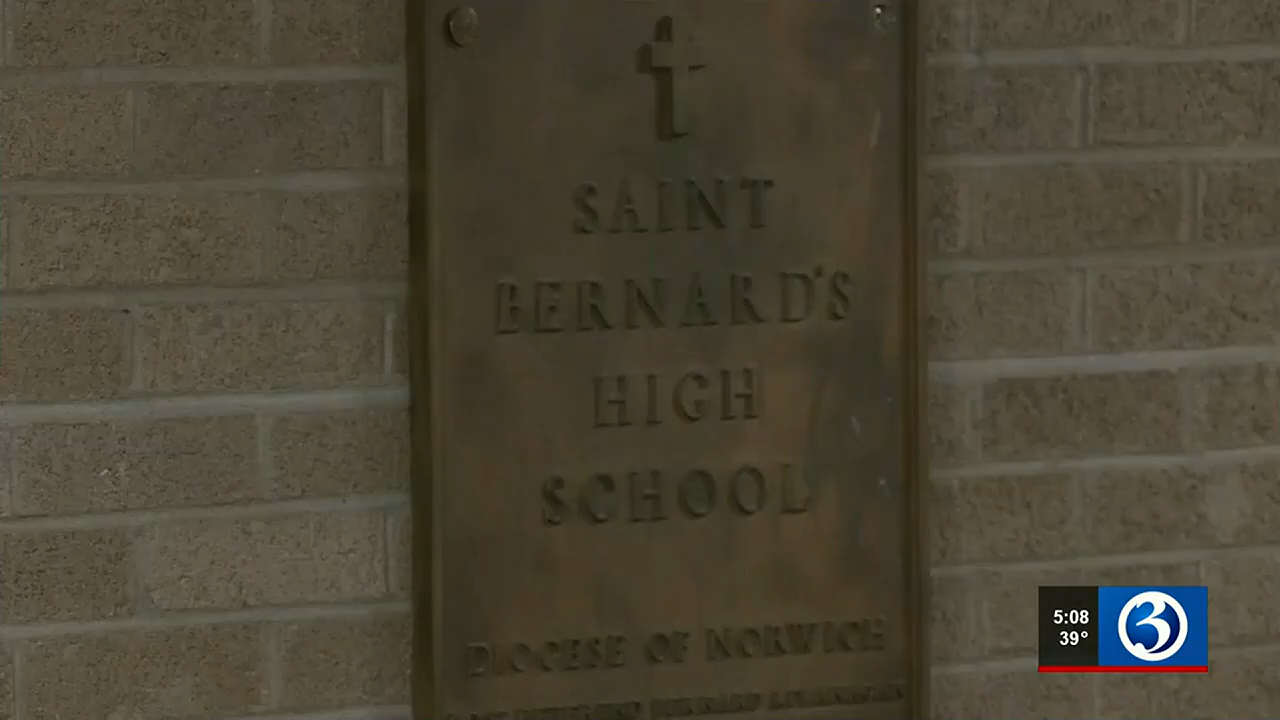 SAINT
BERNARD'S
HIGH
SCHOOL
DIOCESE OF NORWICH
5:08
39°
3